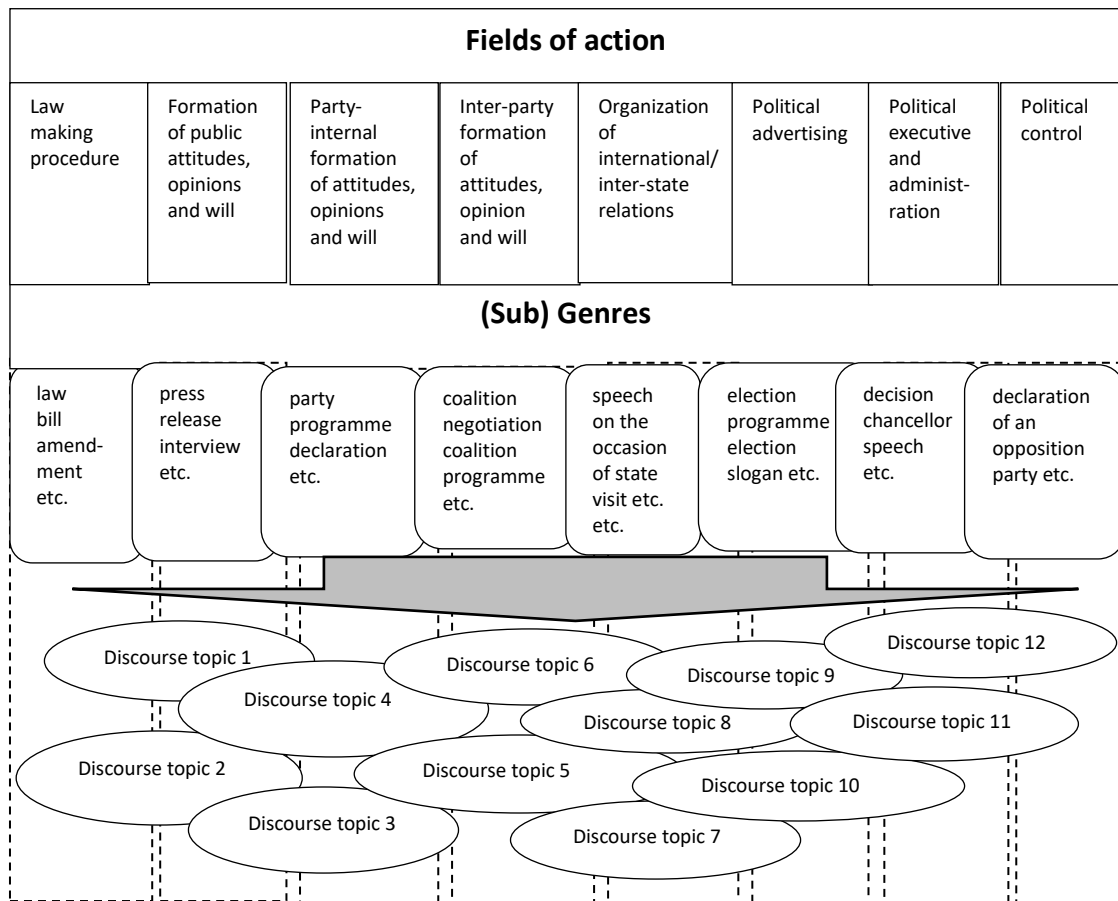 Fields of action
Law
making
procedure
Formation
of public
attitudes,
opinions
and will
Party-
internal
formation
of attitudes,
opinions
and will
Inter-party
formation
of
attitudes,
opinion
and will
Organization
of
international/
inter-state
relations
Political
advertising
Political
executive
and
administ-
ration
Political
control
(Sub) Genres
law
bill
amend-
ment
etc.
press
release
interview
etc.
party
programme
declaration
etc.
coalition
negotiation
coalition
programme
etc.
speech
on the
occasion
of state
visit etc.
etc.
election
programme
election
slogan etc.
decision
chancellor
speech
etc.
declaration
of an
opposition
party etc.
Discourse topic 1
Discourse topic 4
Discourse topic 6
Discourse topic 9
Discourse topic 12
Discourse topic 8
Discourse topic 11
Discourse topic 2
Discourse topic 5
Discourse topic 10
Discourse topic 3
Discourse topic 7